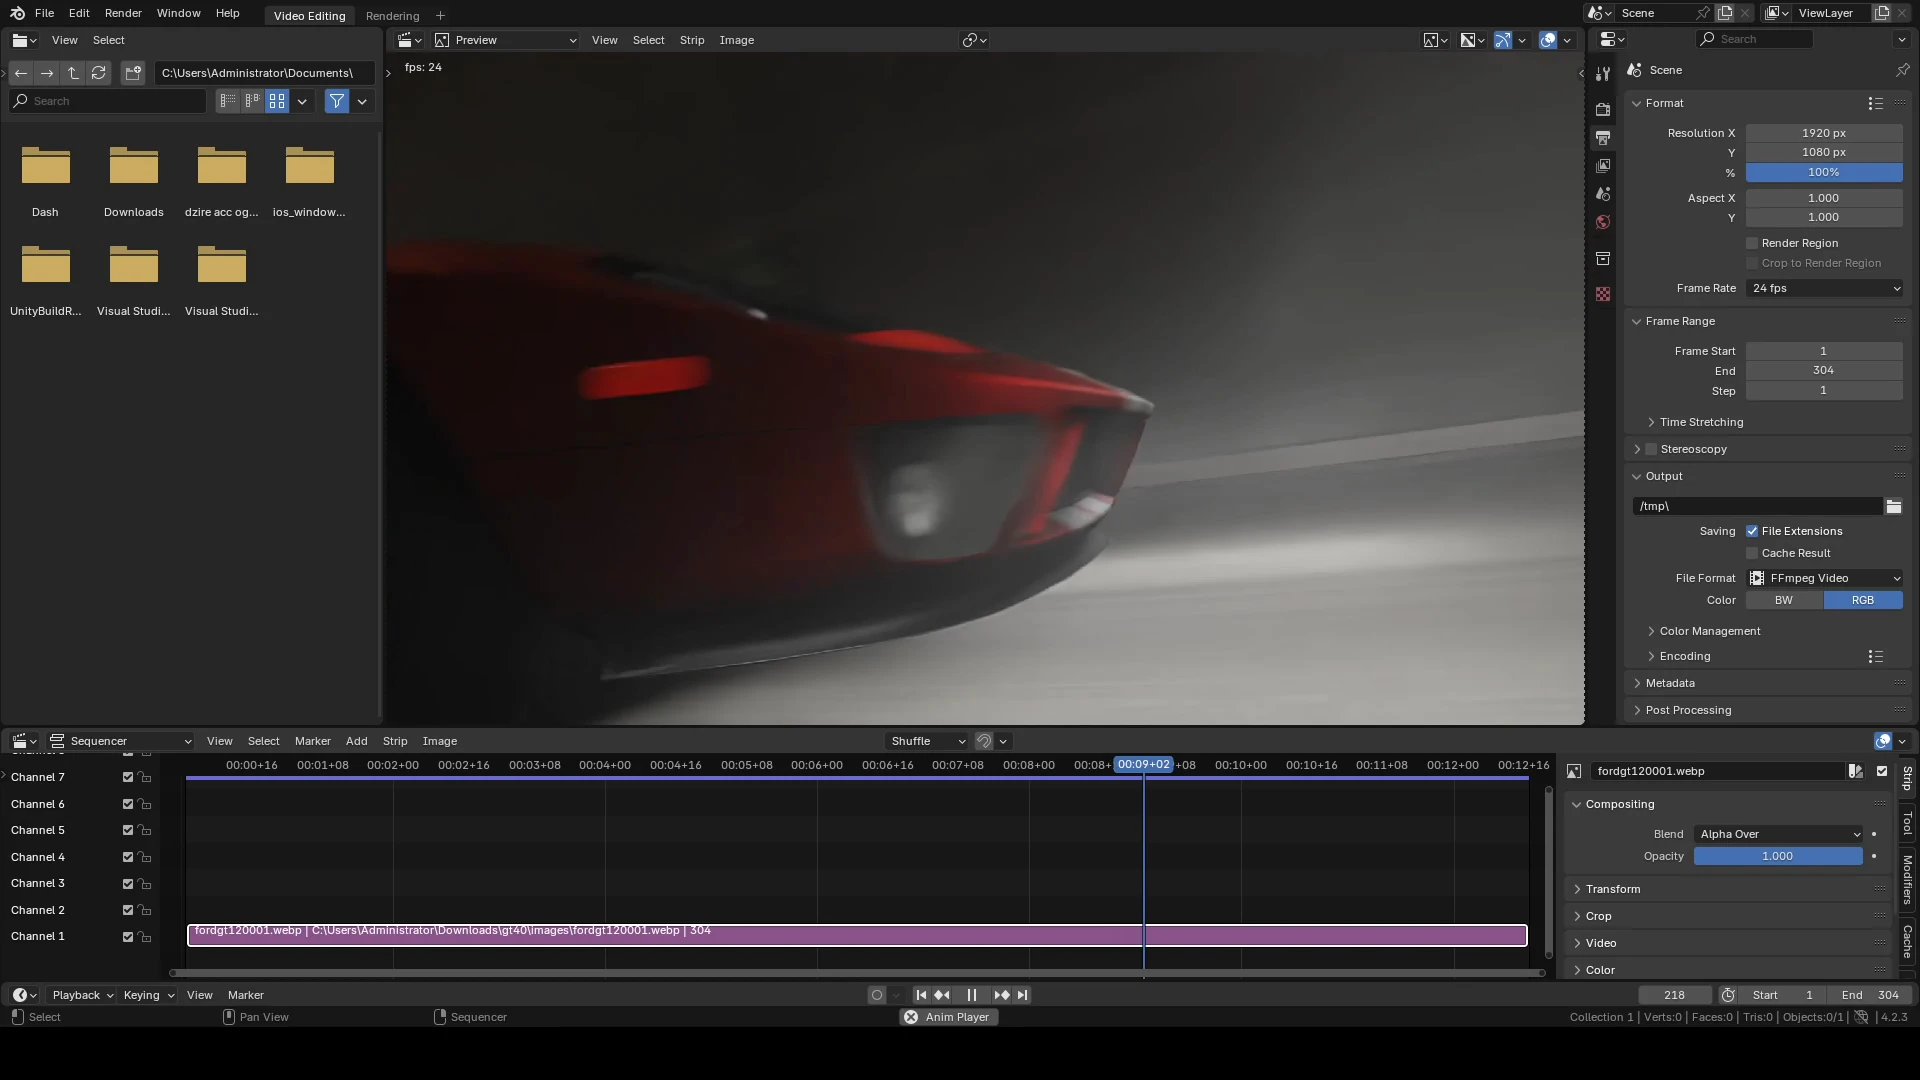 File Edit Render Window Help Video Editing Rendering + Scene ViewLayer
View Select Preview View Select Strip Image Search
C:\Users\Administrator\Documents\ fps: 24 Scene
Search
Format
Resolution X 1920 px
Y 1080 px
% 100%
Aspect X 1.000
Y 1.000
Dash Downloads dzire acc og... ios_window...
Render Region
Crop to Render Region
Frame Rate 24 fps
UnityBuildR... Visual Studi... Visual Studi...
Frame Range
Frame Start 1
End 304
Step 1
Time Stretching
Stereoscopy
Output
/tmp\
Saving File Extensions
Cache Result
File Format FFmpeg Video
Color BW RGB
Color Management
Encoding
Metadata
Post Processing
Sequencer View Select Marker Add Strip Image Shuffle
00:00+16 00:01+08 00:02+00 00:02+16 00:03+08 00:04+00 00:04+16 00:05+08 00:06+00 00:06+16 00:07+08 00:08+00 00:08+ 00:09+02 +08 00:10+00 00:10+16 00:11+08 00:12+00 00:12+16
fordgt120001.webp
Channel 7
Channel 6
Channel 5
Channel 4
Channel 3
Channel 2
Channel 1
fordgt120001.webp | C:\Users\Administrator\Downloads\gt40\images\fordgt120001.webp | 304
Compositing
Blend Alpha Over
Opacity 1.000
Transform
Crop
Video
Color
Strip
Tool
Modifiers
Cache
Playback Keying View Marker 218 Start 1 End 304
Select Pan View Sequencer Anim Player Collection 1 | Verts:0 | Faces:0 | Tris:0 | Objects:0/1 | 4.2.3